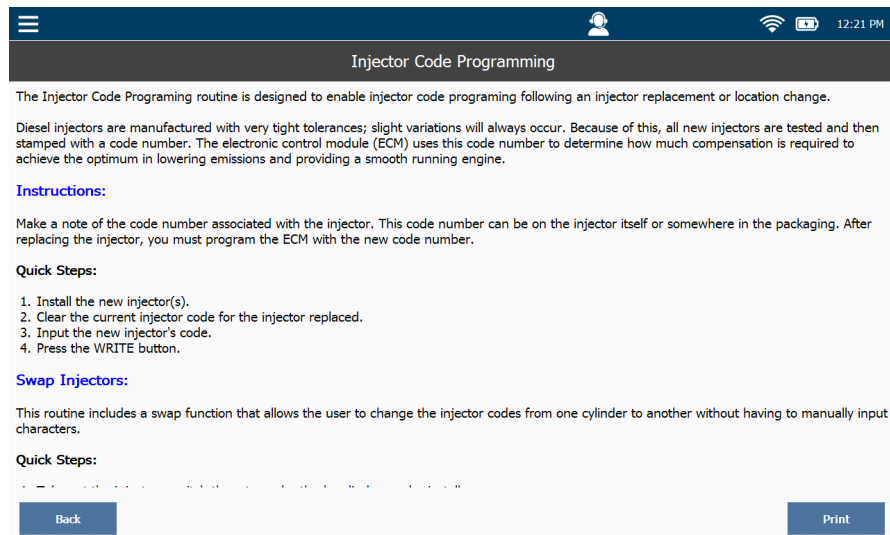 12:21 PM
Injector Code Programming
The Injector Code Programing routine is designed to enable injector code programing following an injector replacement or location change.
Diesel injectors are manufactured with very tight tolerances; slight variations will always occur. Because of this, all new injectors are tested and then
stamped with a code number. The electronic control module (ECM) uses this code number to determine how much compensation is required to
achieve the optimum in lowering emissions and providing a smooth running engine.
Instructions:
Make a note of the code number associated with the injector. This code number can be on the injector itself or somewhere in the packaging. After
replacing the injector, you must program the ECM with the new code number.
Quick Steps:
1. Install the new injector(s).
2. Clear the current injector code for the injector replaced.
3. Input the new injector's code.
4. Press the WRITE button.
Swap Injectors:
This routine includes a swap function that allows the user to change the injector codes from one cylinder to another without having to manually input
characters.
Quick Steps:
Back
Print